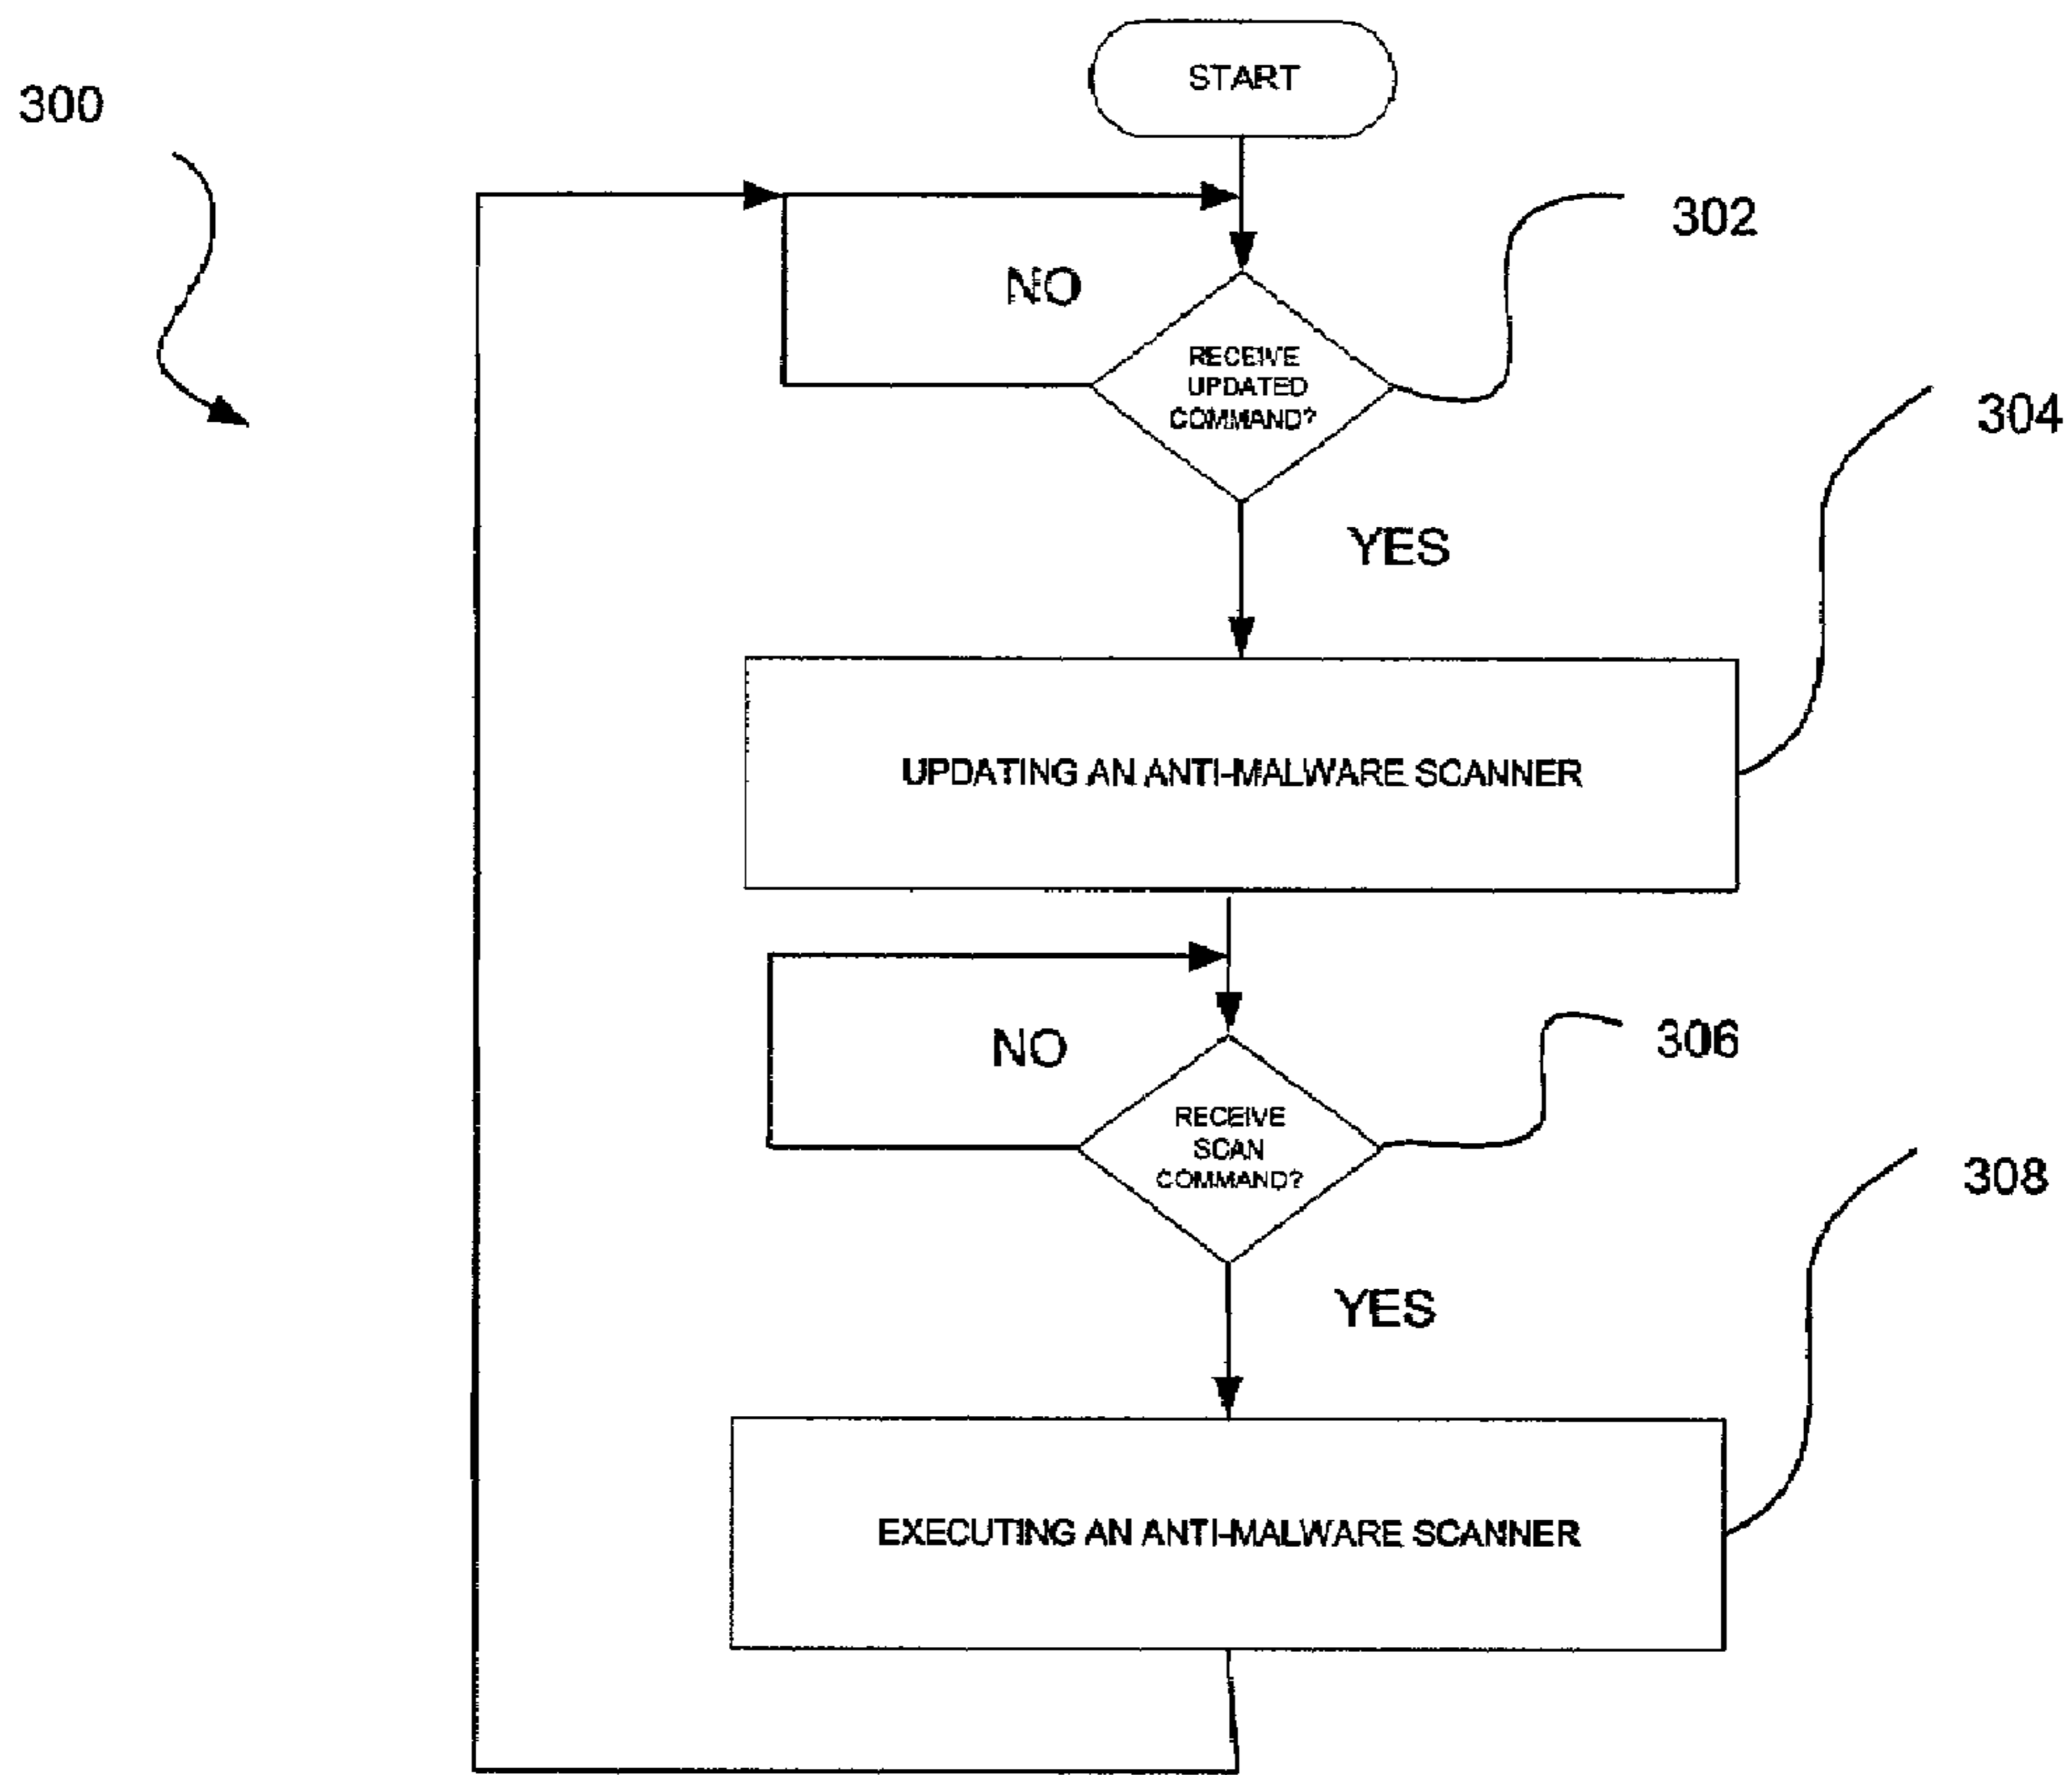 START
300
302
NO
RECEIVE
UPDATED
COMMAND?
304
YES
UPDATING AN ANTI-MALWARE SCANNER
NO
306
RECEIVE
SCAN
COMMAND?
308
YES
EXECUTING AN ANTI-MALWARE SCANNER